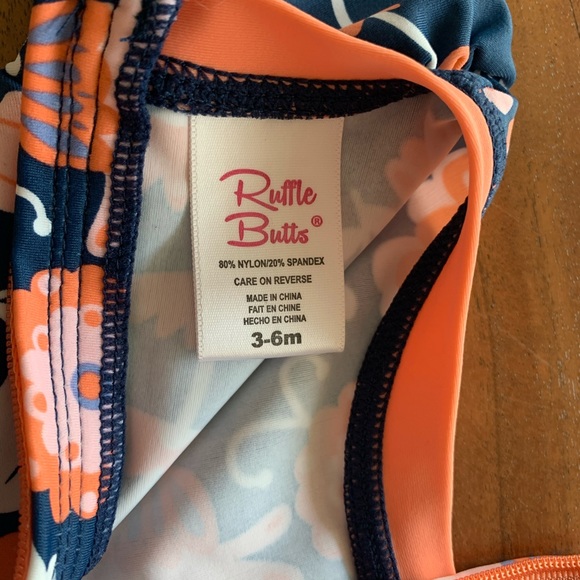 Ruffle
Butts®
80% NYLON/20% SPANDEX
CARE ON REVERSE
MADE IN CHINA
FAIT EN CHINE
HECHO EN CHINA
3-6m